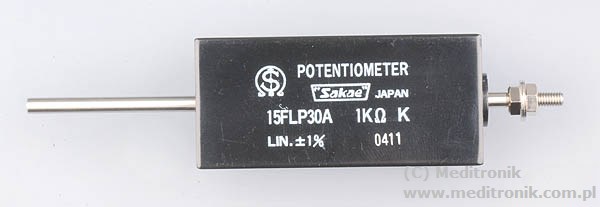 POTENTIOMETER
"Sakae" JAPAN
15FLP30A 1KΩ K
LIN. ±1% 0411
(C) Meditronik
www.meditronik.com.pl